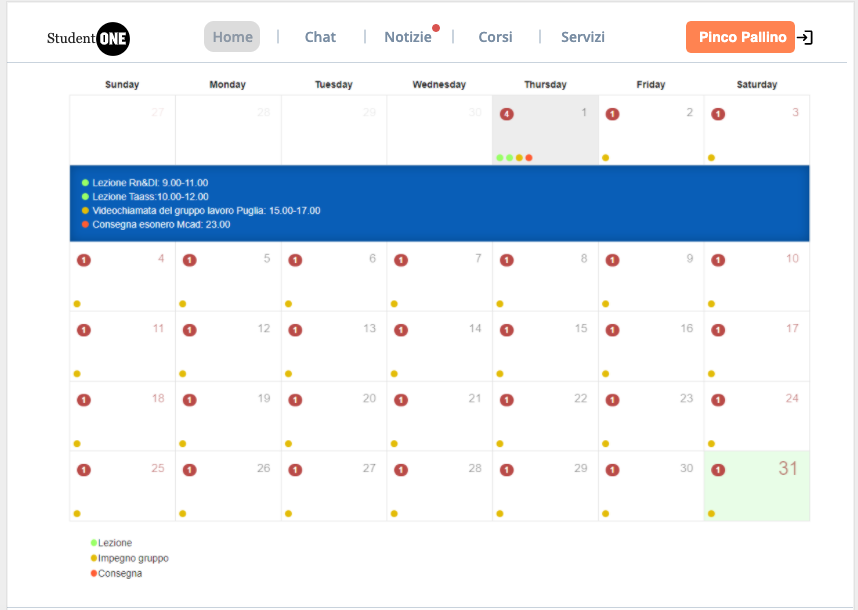 Student ONE
Home | Chat | Notizie | Corsi | Servizi
Pinco Pallino
Sunday Monday Tuesday Wednesday Thursday Friday Saturday
27 28 29 30 4 1 1 2 1 3
Lezione Rn&DI: 9.00-11.00
Lezione Taass:10.00-12.00
Videochiamata del gruppo lavoro Puglia: 15.00-17.00
Consegna esonero Mcad: 23.00
1 4 1 5 1 6 1 7 1 8 1 9 1 10
1 11 1 12 1 13 1 14 1 15 1 16 1 17
1 18 1 19 1 20 1 21 1 22 1 23 1 24
1 25 1 26 1 27 1 28 1 29 1 30 1 31
Lezione
Impegno gruppo
Consegna